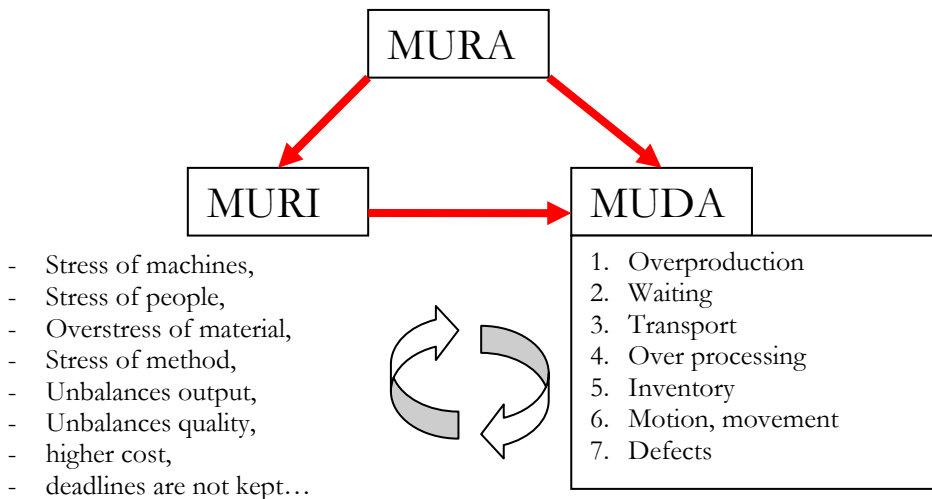 MURA
MURI
MUDA
- Stress of machines,
- Stress of people,
- Overstress of material,
- Stress of method,
- Unbalances output,
- Unbalances quality,
- higher cost,
- deadlines are not kept…
1. Overproduction
2. Waiting
3. Transport
4. Over processing
5. Inventory
6. Motion, movement
7. Defects